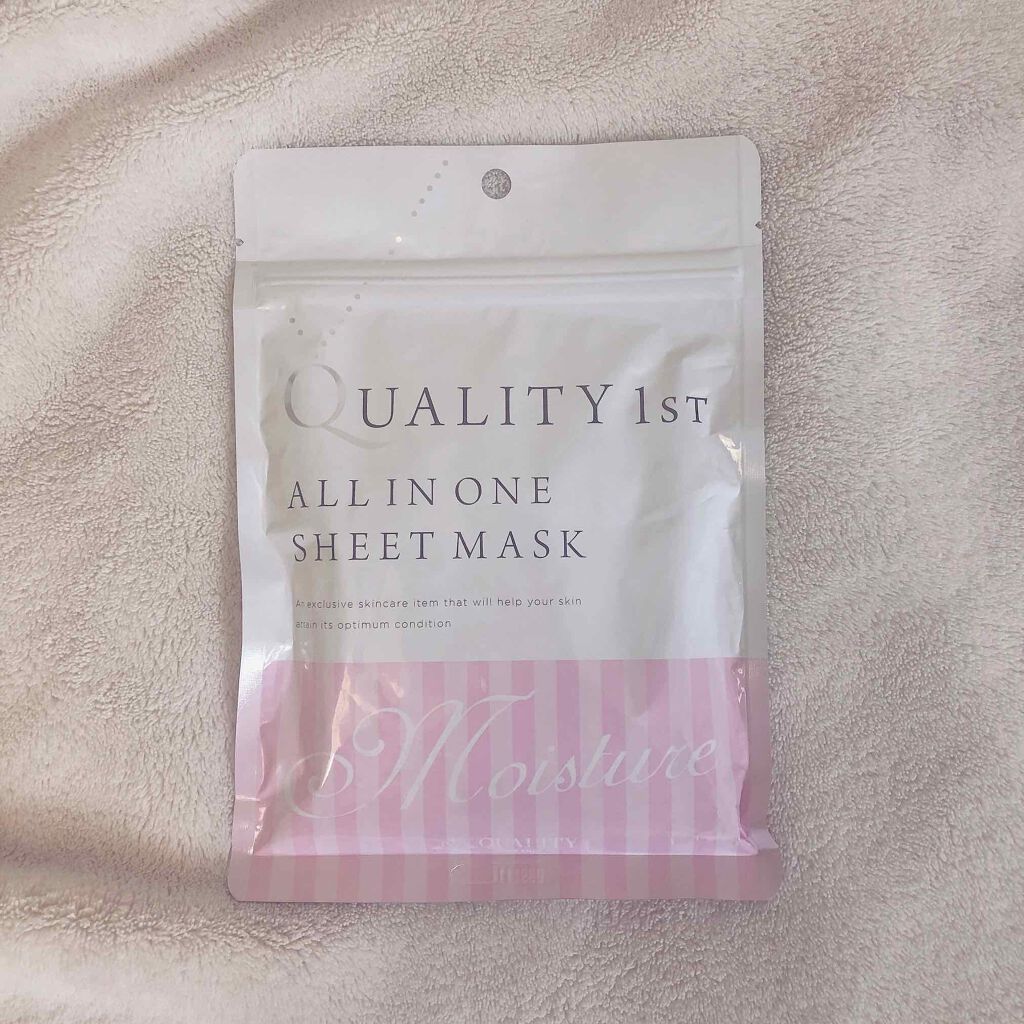 QUALITY 1ST
ALL IN ONE
SHEET MASK
An exclusive skincare item that will help your skin
attain its optimum condition
Moisture
QUALITY